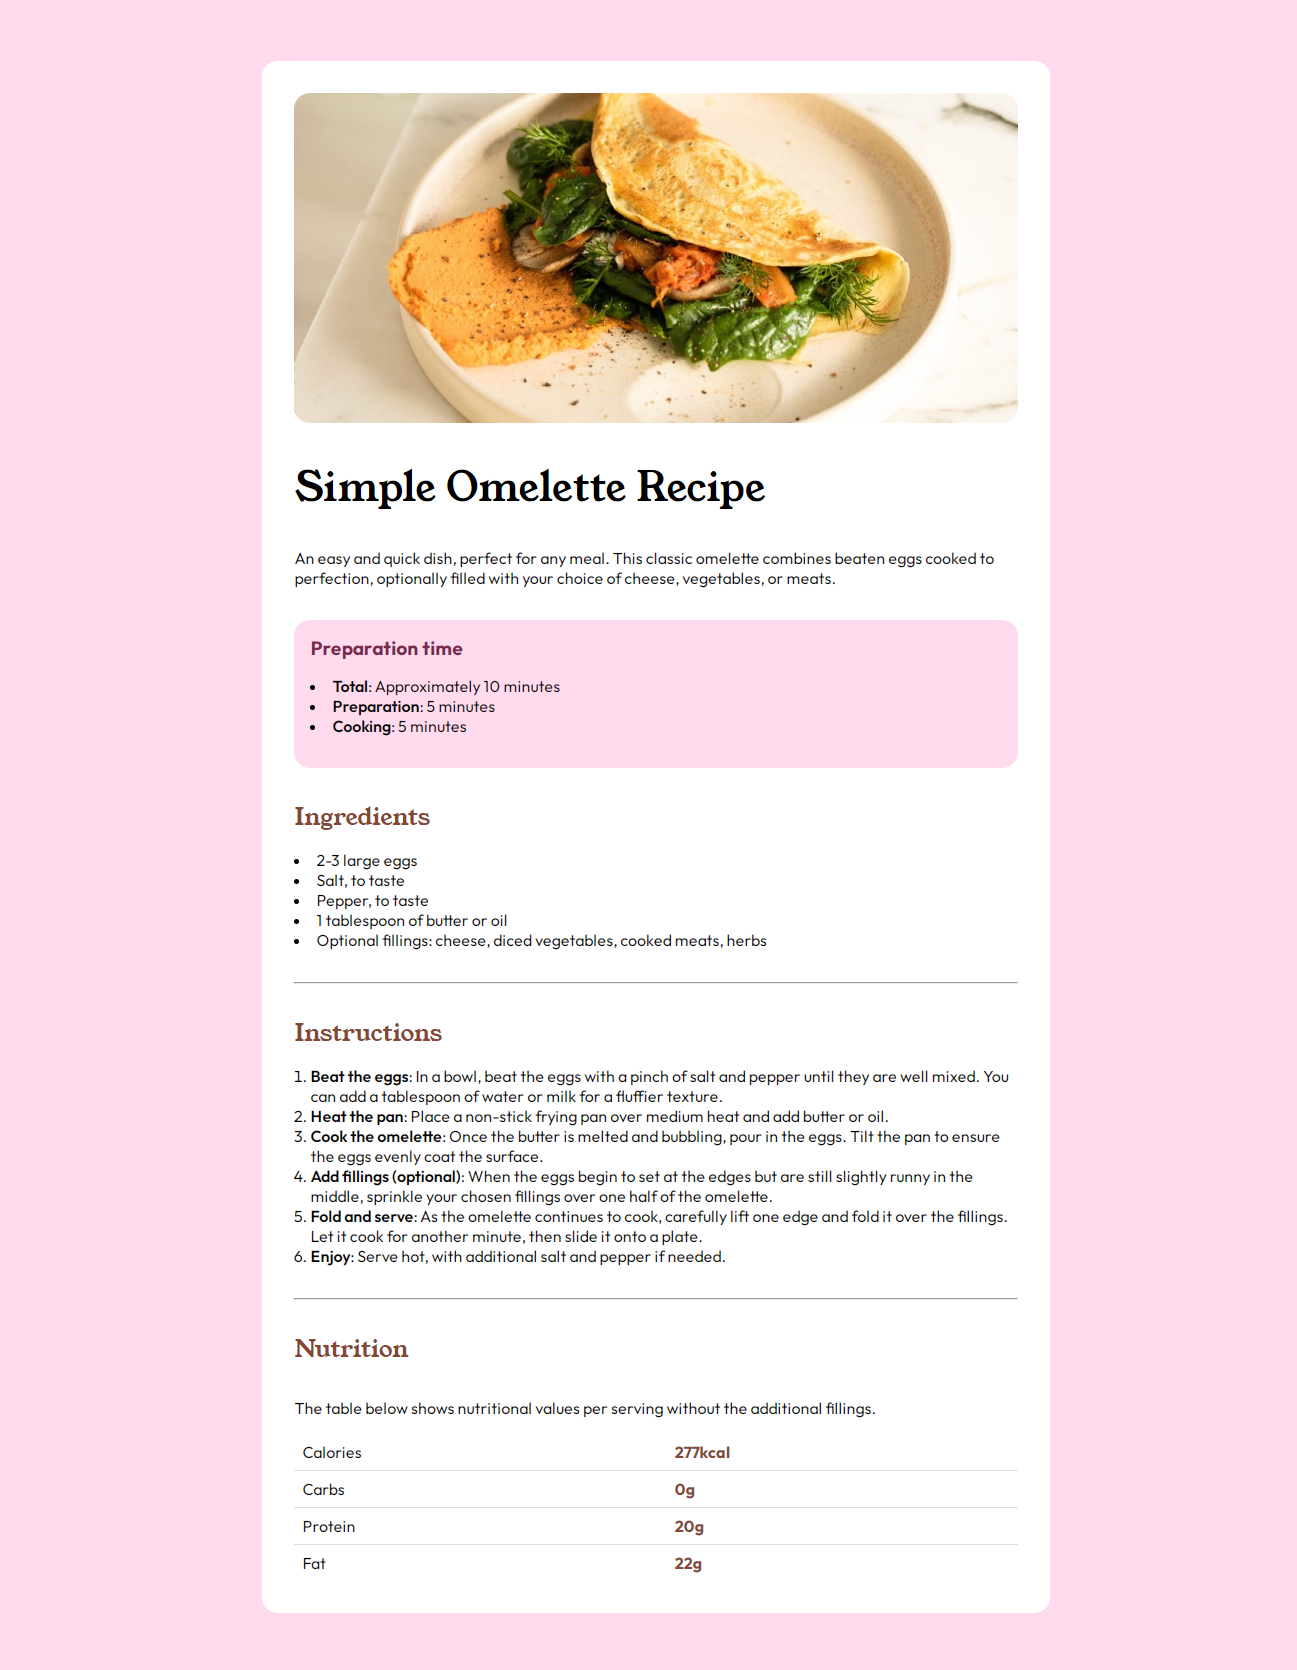 Simple Omelette Recipe
An easy and quick dish, perfect for any meal. This classic omelette combines beaten eggs cooked to
perfection, optionally filled with your choice of cheese, vegetables, or meats.
Preparation time
• Total: Approximately 10 minutes
• Preparation: 5 minutes
• Cooking: 5 minutes
Ingredients
• 2-3 large eggs
• Salt, to taste
• Pepper, to taste
• 1 tablespoon of butter or oil
• Optional fillings: cheese, diced vegetables, cooked meats, herbs
Instructions
1. Beat the eggs: In a bowl, beat the eggs with a pinch of salt and pepper until they are well mixed. You
can add a tablespoon of water or milk for a fluffier texture.
2. Heat the pan: Place a non-stick frying pan over medium heat and add butter or oil.
3. Cook the omelette: Once the butter is melted and bubbling, pour in the eggs. Tilt the pan to ensure
the eggs evenly coat the surface.
4. Add fillings (optional): When the eggs begin to set at the edges but are still slightly runny in the
middle, sprinkle your chosen fillings over one half of the omelette.
5. Fold and serve: As the omelette continues to cook, carefully lift one edge and fold it over the fillings.
Let it cook for another minute, then slide it onto a plate.
6. Enjoy: Serve hot, with additional salt and pepper if needed.
Nutrition
The table below shows nutritional values per serving without the additional fillings.
Calories 277kcal
Carbs 0g
Protein 20g
Fat 22g